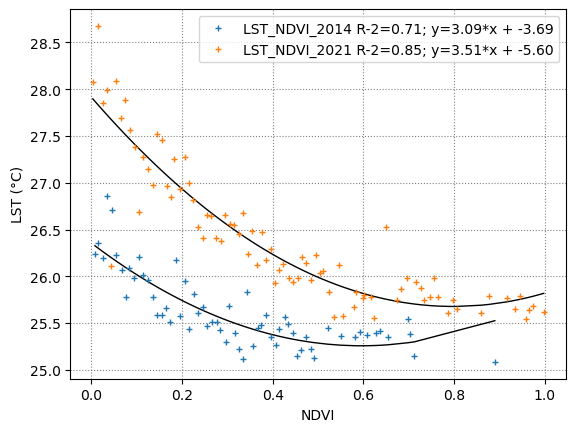 LST_NDVI_2014 R-2=0.71; y=3.09*x + -3.69
LST_NDVI_2021 R-2=0.85; y=3.51*x + -5.60
28.5
28.0
27.5
27.0
26.5
26.0
25.5
25.0
LST (°C)
0.0 0.2 0.4 0.6 0.8 1.0
NDVI